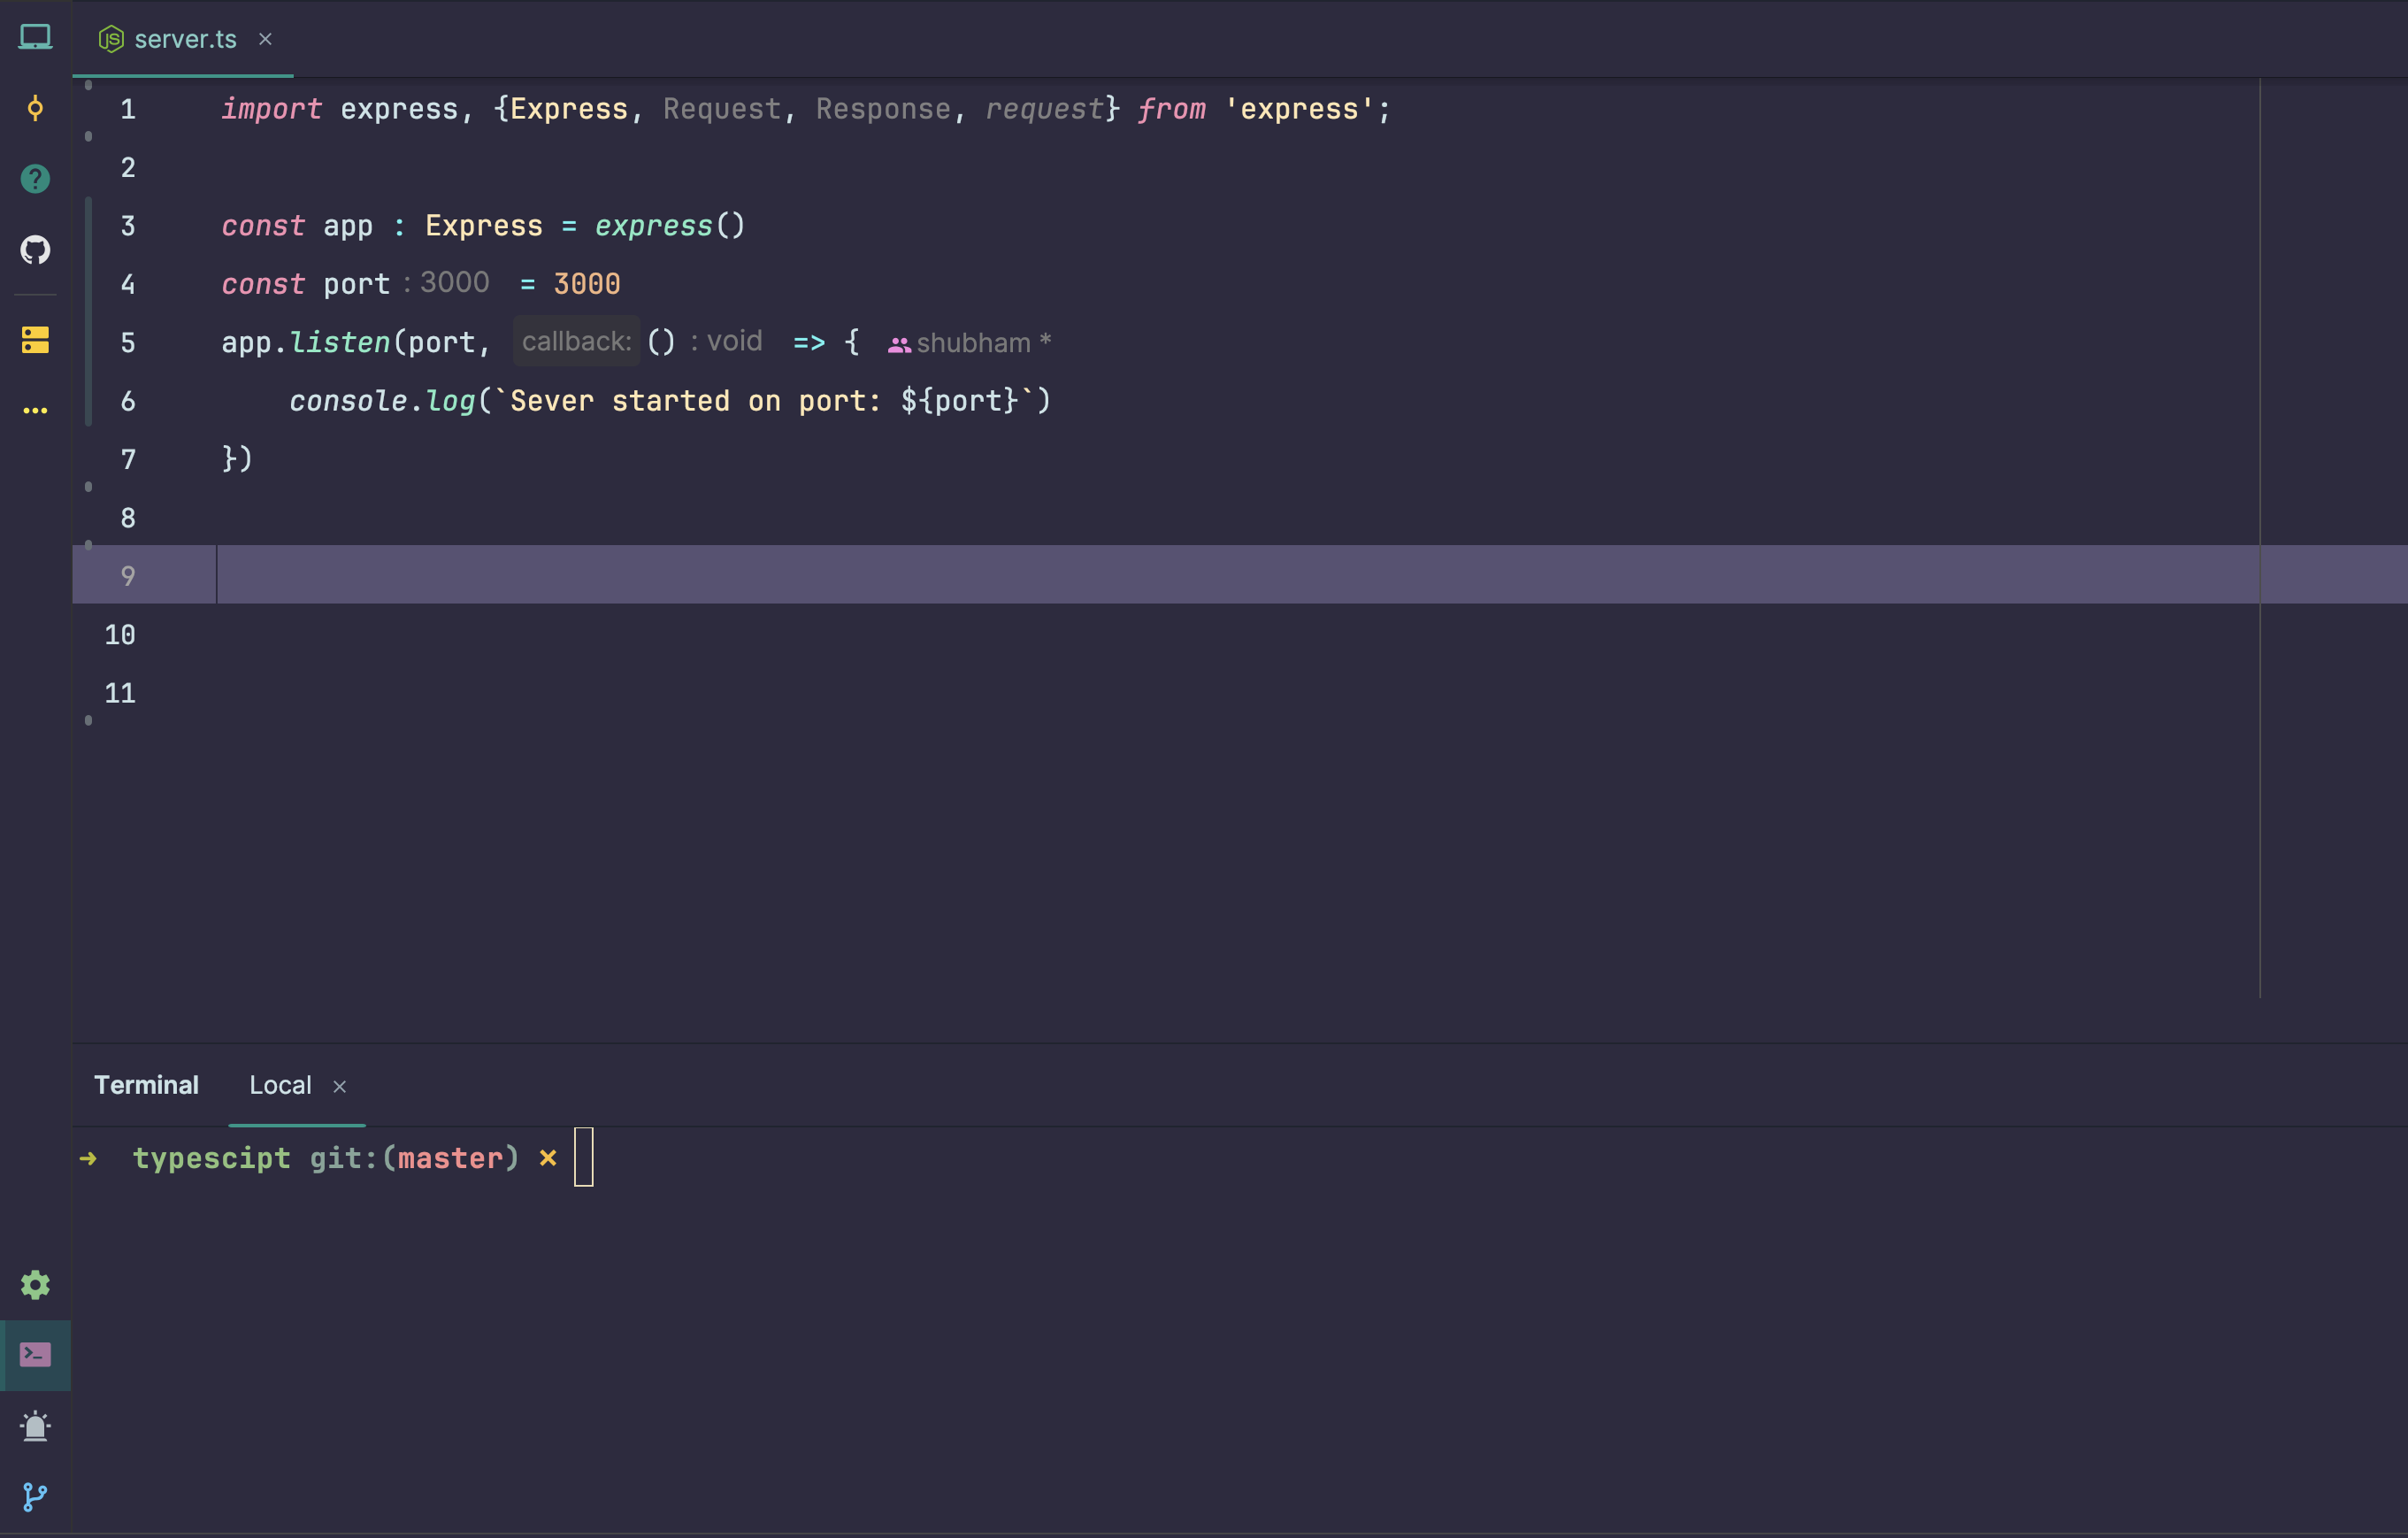 server.ts ×
1 import express, {Express, Request, Response, request} from 'express';
2
3 const app : Express = express()
4 const port : 3000 = 3000
5 app.listen(port, callback: () : void => { shubham *
6 console.log(`Sever started on port: ${port}`)
7 })
8
9
10
11
Terminal Local ×
➜ typescipt git:(master) ✗